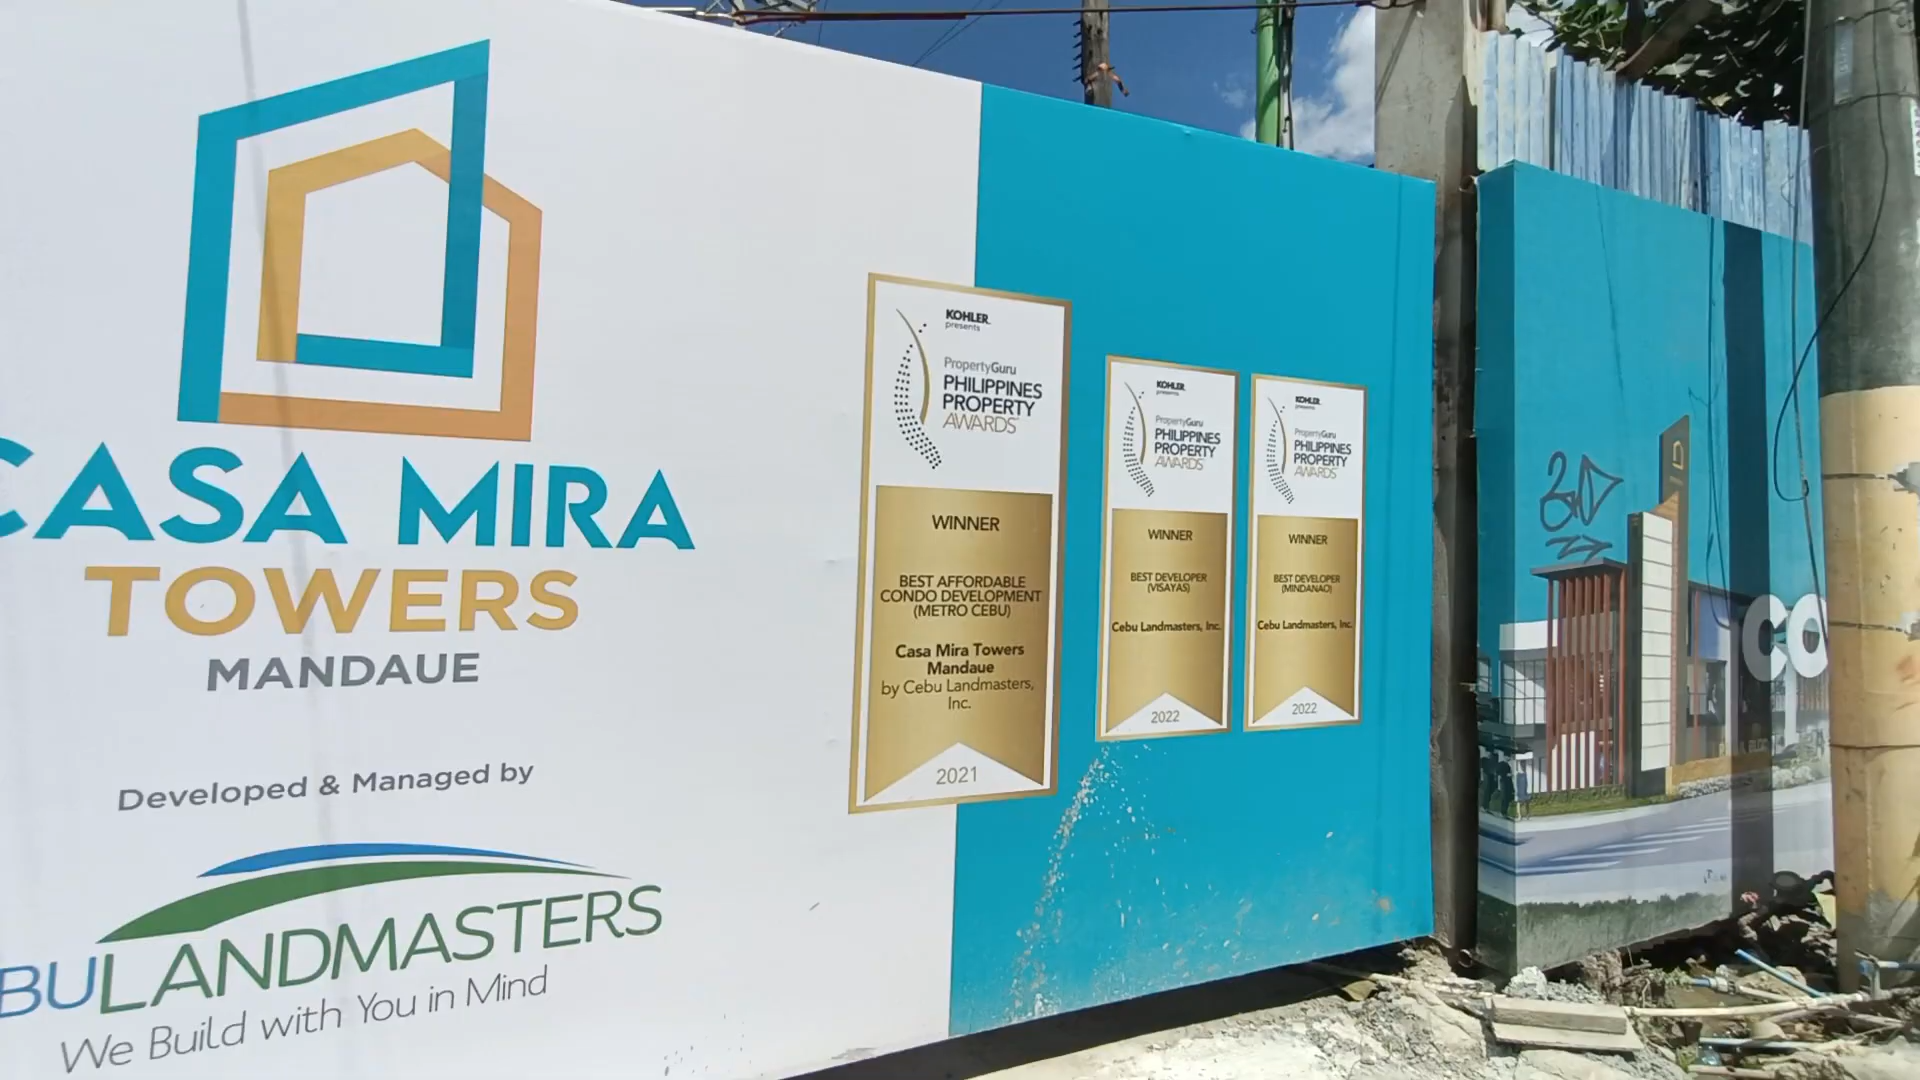 CASA MIRA
TOWERS
MANDAUE
Developed & Managed by
BULANDMASTERS
We Build with You in Mind
KOHLER
presents
PropertyGuru
PHILIPPINES
PROPERTY
AWARDS
WINNER
BEST AFFORDABLE
CONDO DEVELOPMENT
(METRO CEBU)
Casa Mira Towers
Mandaue
by Cebu Landmasters,
Inc.
2021
KOHLER
presents
PropertyGuru
PHILIPPINES
PROPERTY
AWARDS
WINNER
BEST DEVELOPER
(VISAYAS)
Cebu Landmasters, Inc.
2022
KOHLER
presents
PropertyGuru
PHILIPPINES
PROPERTY
AWARDS
WINNER
BEST DEVELOPER
(MINDANAO)
Cebu Landmasters, Inc.
2022
CO